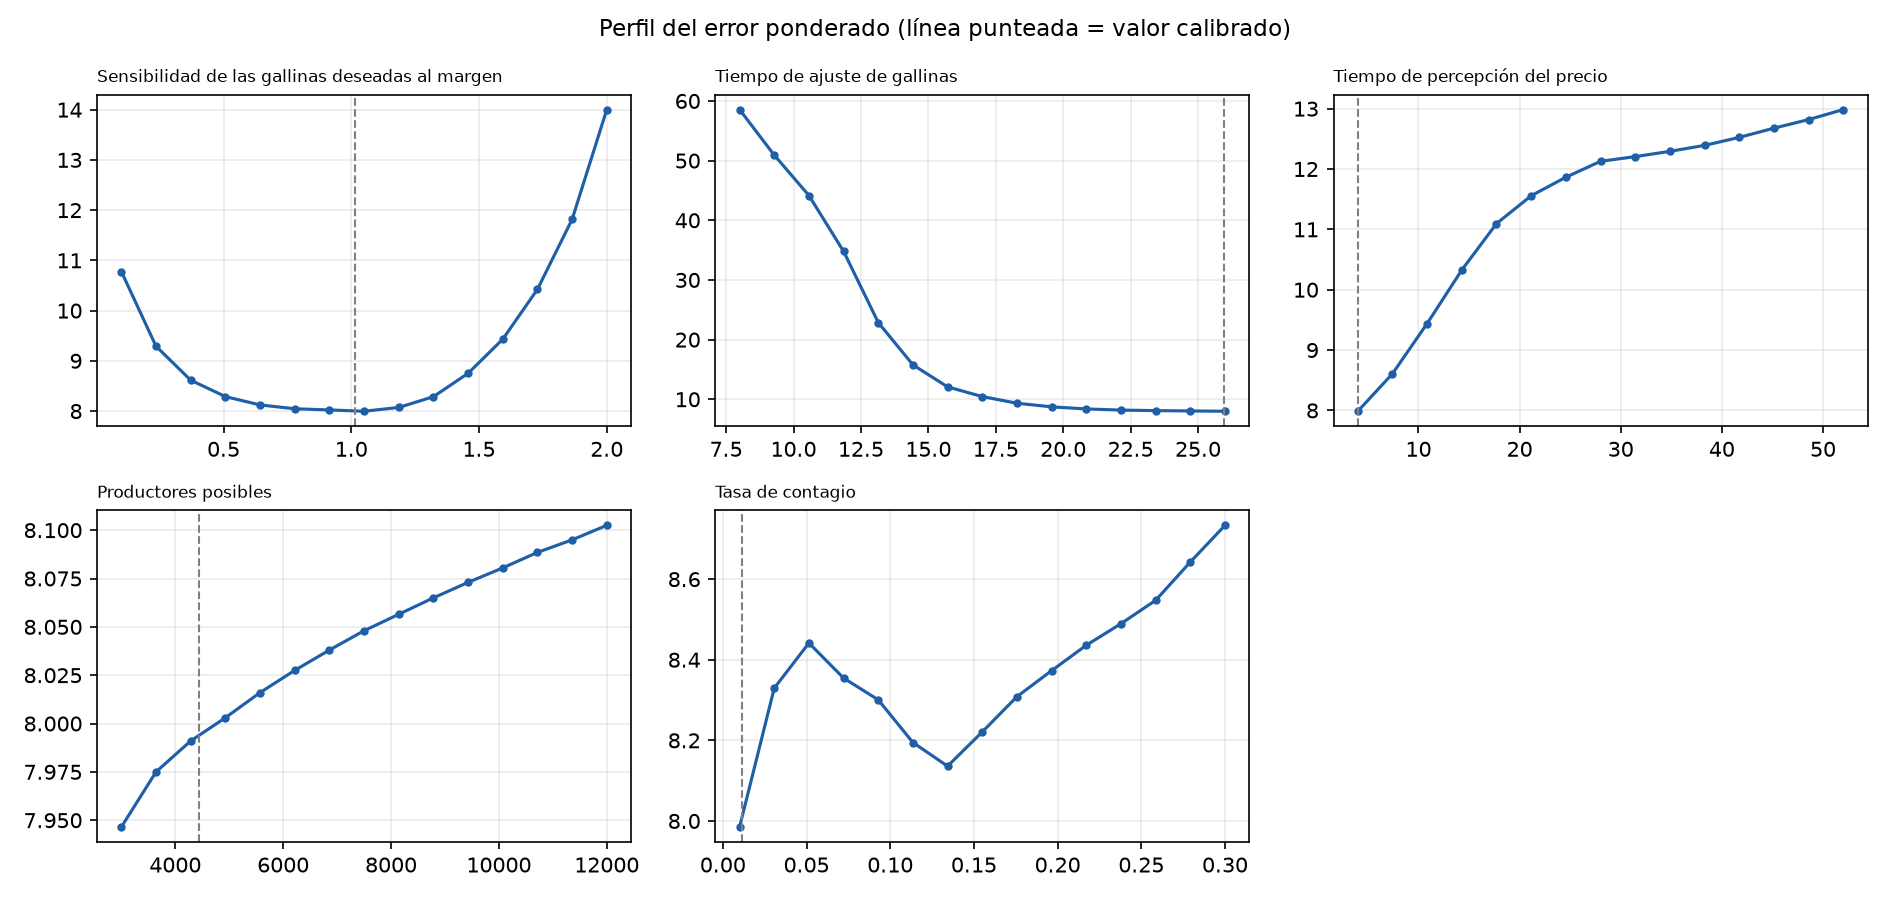 Perfil del error ponderado (línea punteada = valor calibrado)
Sensibilidad de las gallinas deseadas al margen
14
13
12
11
10
9
8
0.5 1.0 1.5 2.0
Tiempo de ajuste de gallinas
60
50
40
30
20
10
7.5 10.0 12.5 15.0 17.5 20.0 22.5 25.0
Tiempo de percepción del precio
13
12
11
10
9
8
10 20 30 40 50
Productores posibles
8.100
8.075
8.050
8.025
8.000
7.975
7.950
4000 6000 8000 10000 12000
Tasa de contagio
8.6
8.4
8.2
8.0
0.00 0.05 0.10 0.15 0.20 0.25 0.30